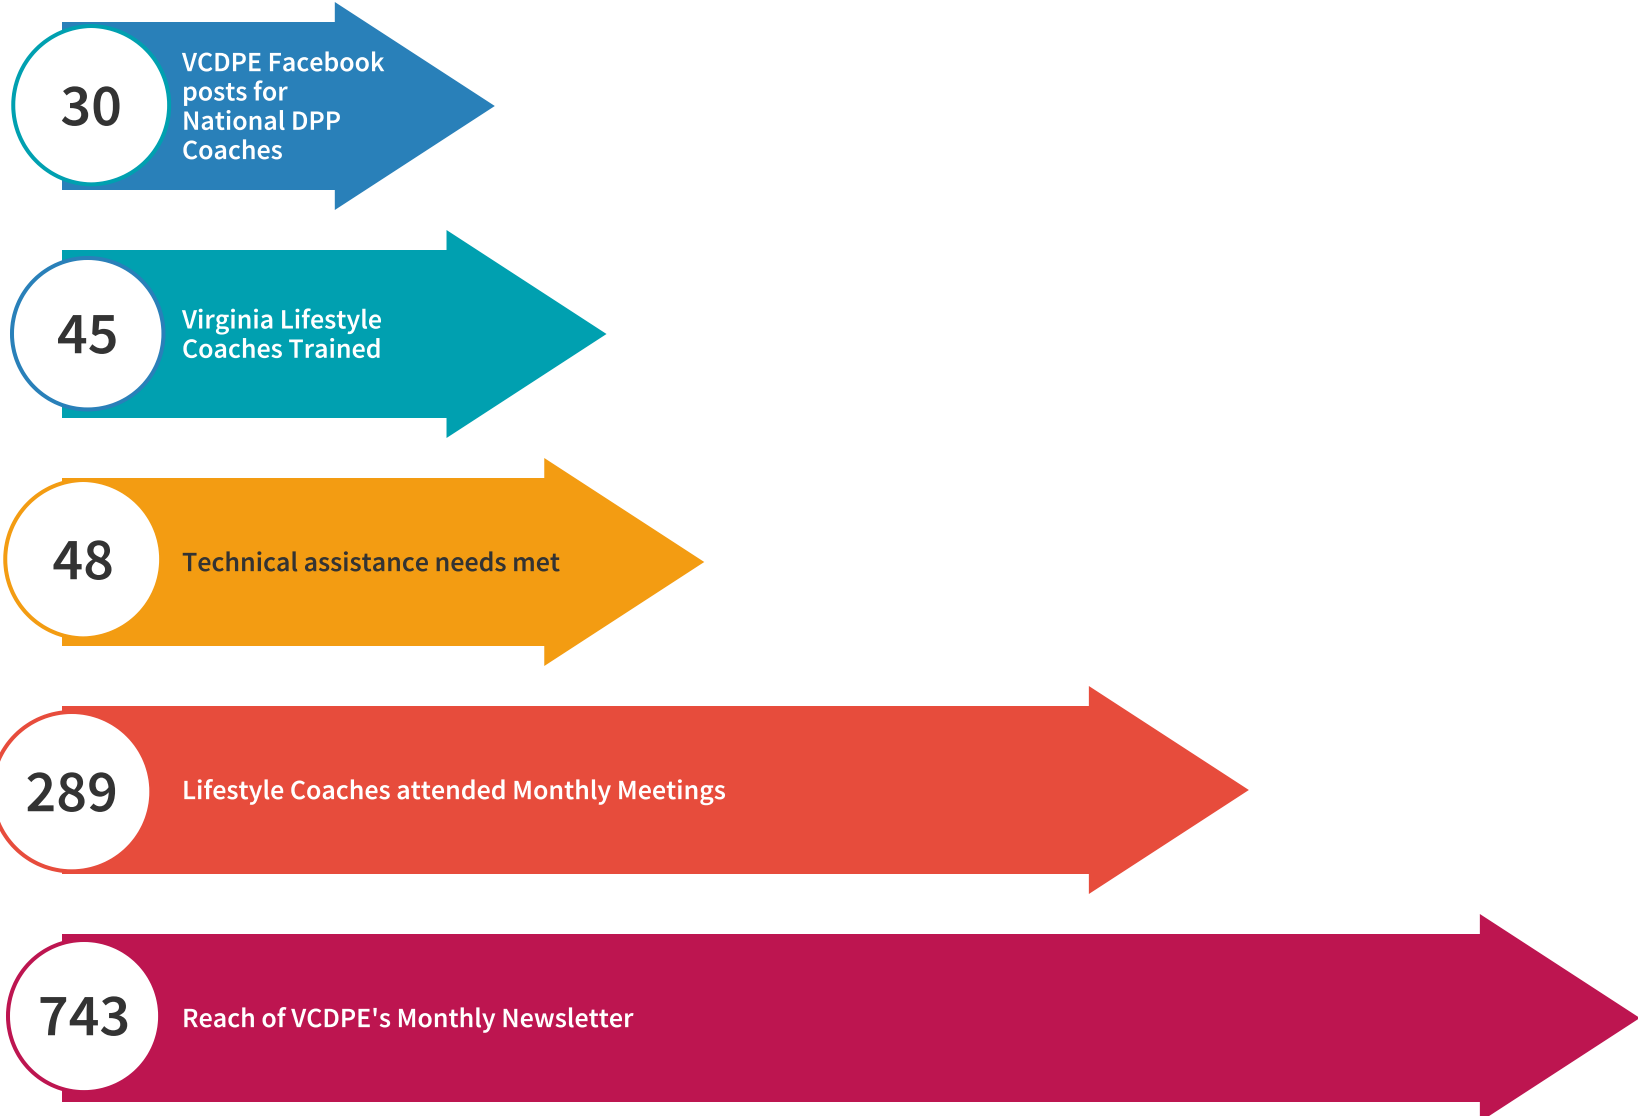 30
VCDPE Facebook
posts for
National DPP
Coaches
45
Virginia Lifestyle
Coaches Trained
48
Technical assistance needs met
289
Lifestyle Coaches attended Monthly Meetings
743
Reach of VCDPE's Monthly Newsletter